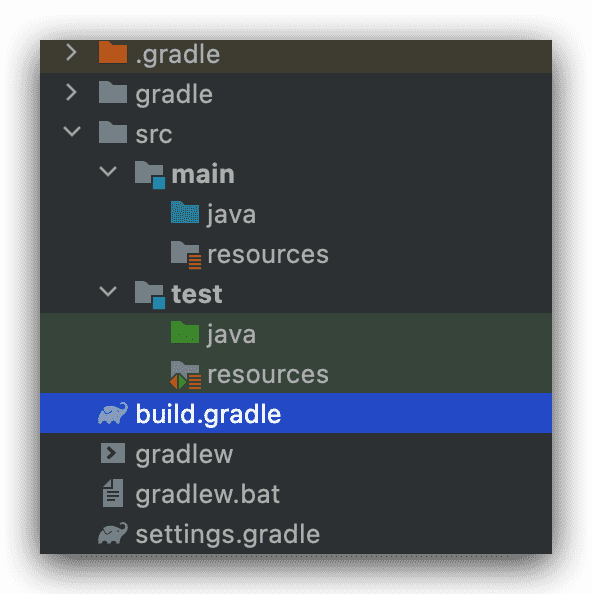 .gradle
gradle
src
main
java
resources
test
java
resources
build.gradle
gradlew
gradlew.bat
settings.gradle